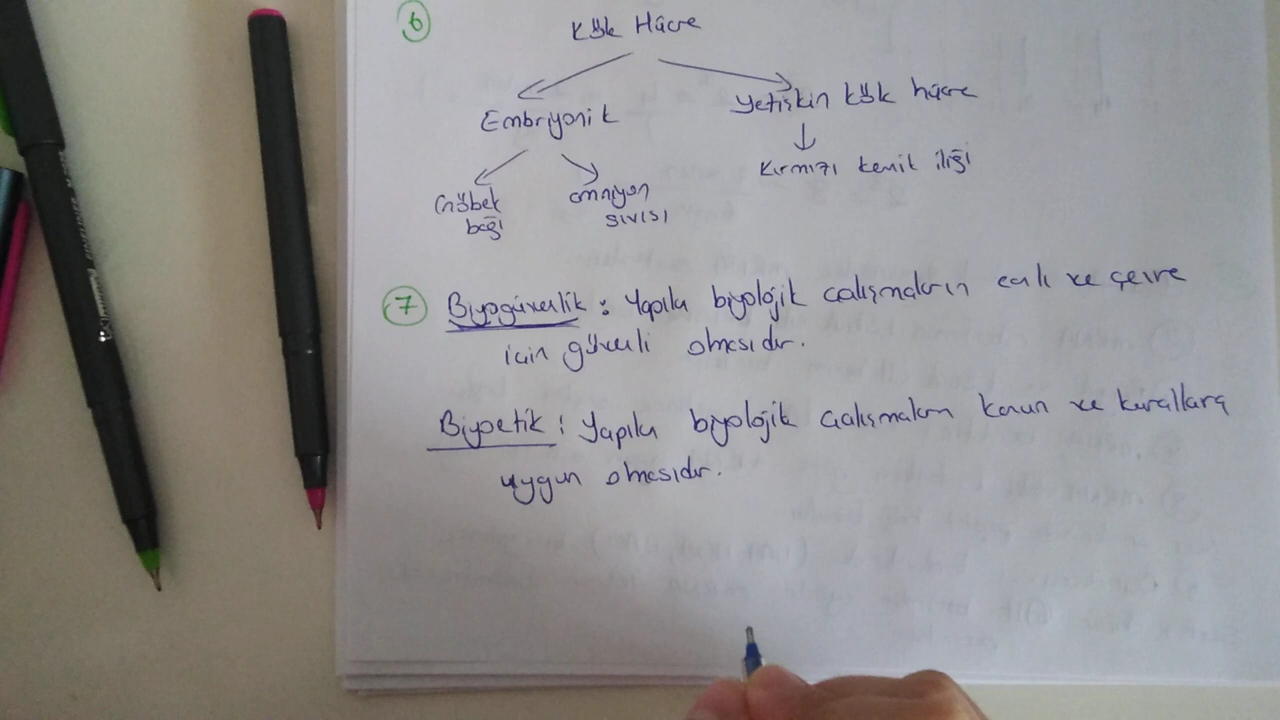 6
Kök Hücre
Embriyonik
Yetişkin kök hücre
Kırmızı kemik iliği
Göbek
bağı
amniyon
sıvısı
7 Biyogüvenlik : Yapılan biyolojik çalışmaların canlı ve çevre
için güvenli olmasıdır.
Biyoetik : Yapılan biyolojik çalışmaların kanun ve kurallara
uygun olmasıdır.